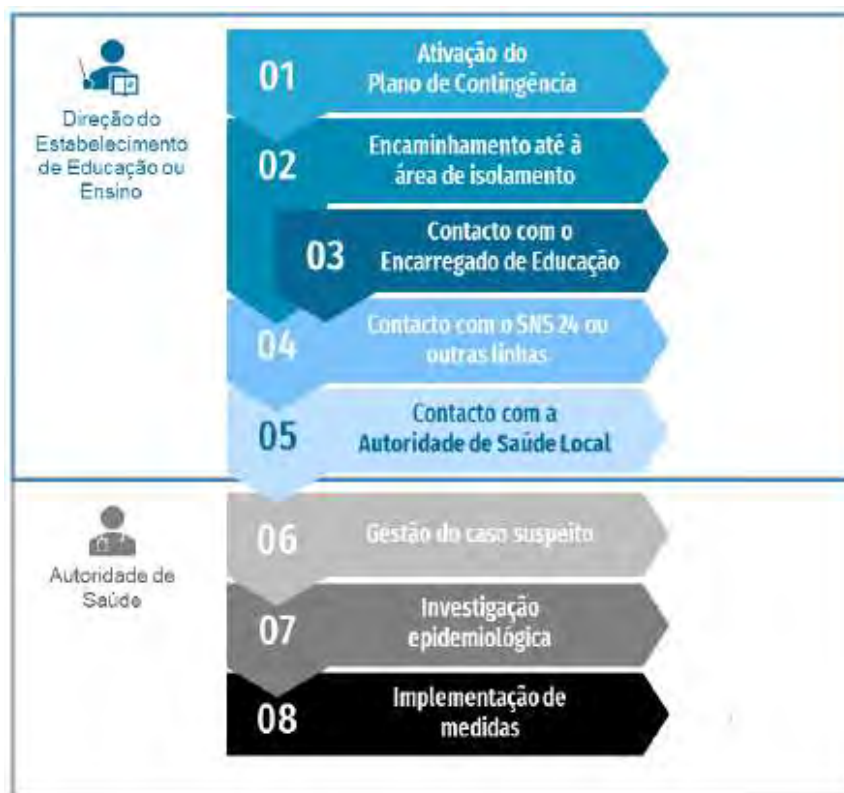 Direção do
Estabelecimento
de Educação ou
Ensino
01
Ativação do
Plano de Contingência
02
Encaminhamento até à
área de isolamento
03
Contacto com o
Encarregado de Educação
04
Contacto com o SNS 24 ou
outras linhas
05
Contacto com a
Autoridade de Saúde Local
Autoridade de
Saúde
06
Gestão do caso suspeito
07
Investigação
epidemiológica
08
Implementação de
medidas